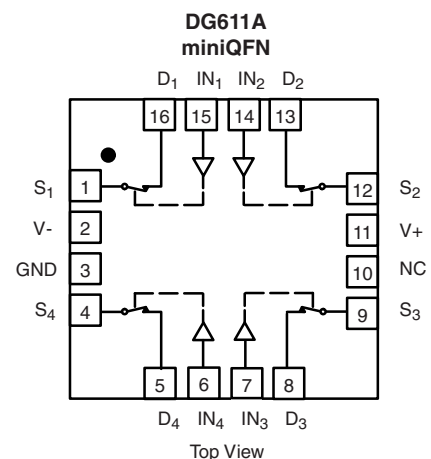 DG611A
miniQFN
D1 IN1 IN2 D2
16 15 14 13
S1 1 12 S2
V- 2 11 V+
GND 3 10 NC
S4 4 9 S3
5 6 7 8
D4 IN4 IN3 D3
Top View